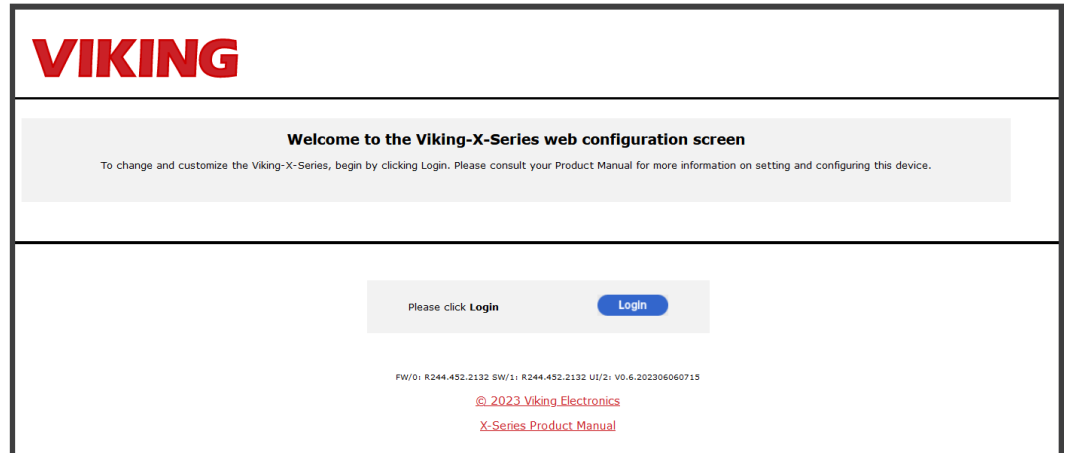 VIKING
Welcome to the Viking-X-Series web configuration screen
To change and customize the Viking-X-Series, begin by clicking Login. Please consult your Product Manual for more information on setting and configuring this device.
Please click Login
Login
FW/0: R244.452.2132 SW/1: R244.452.2132 UI/2: V0.6.202306060715
© 2023 Viking Electronics
X-Series Product Manual